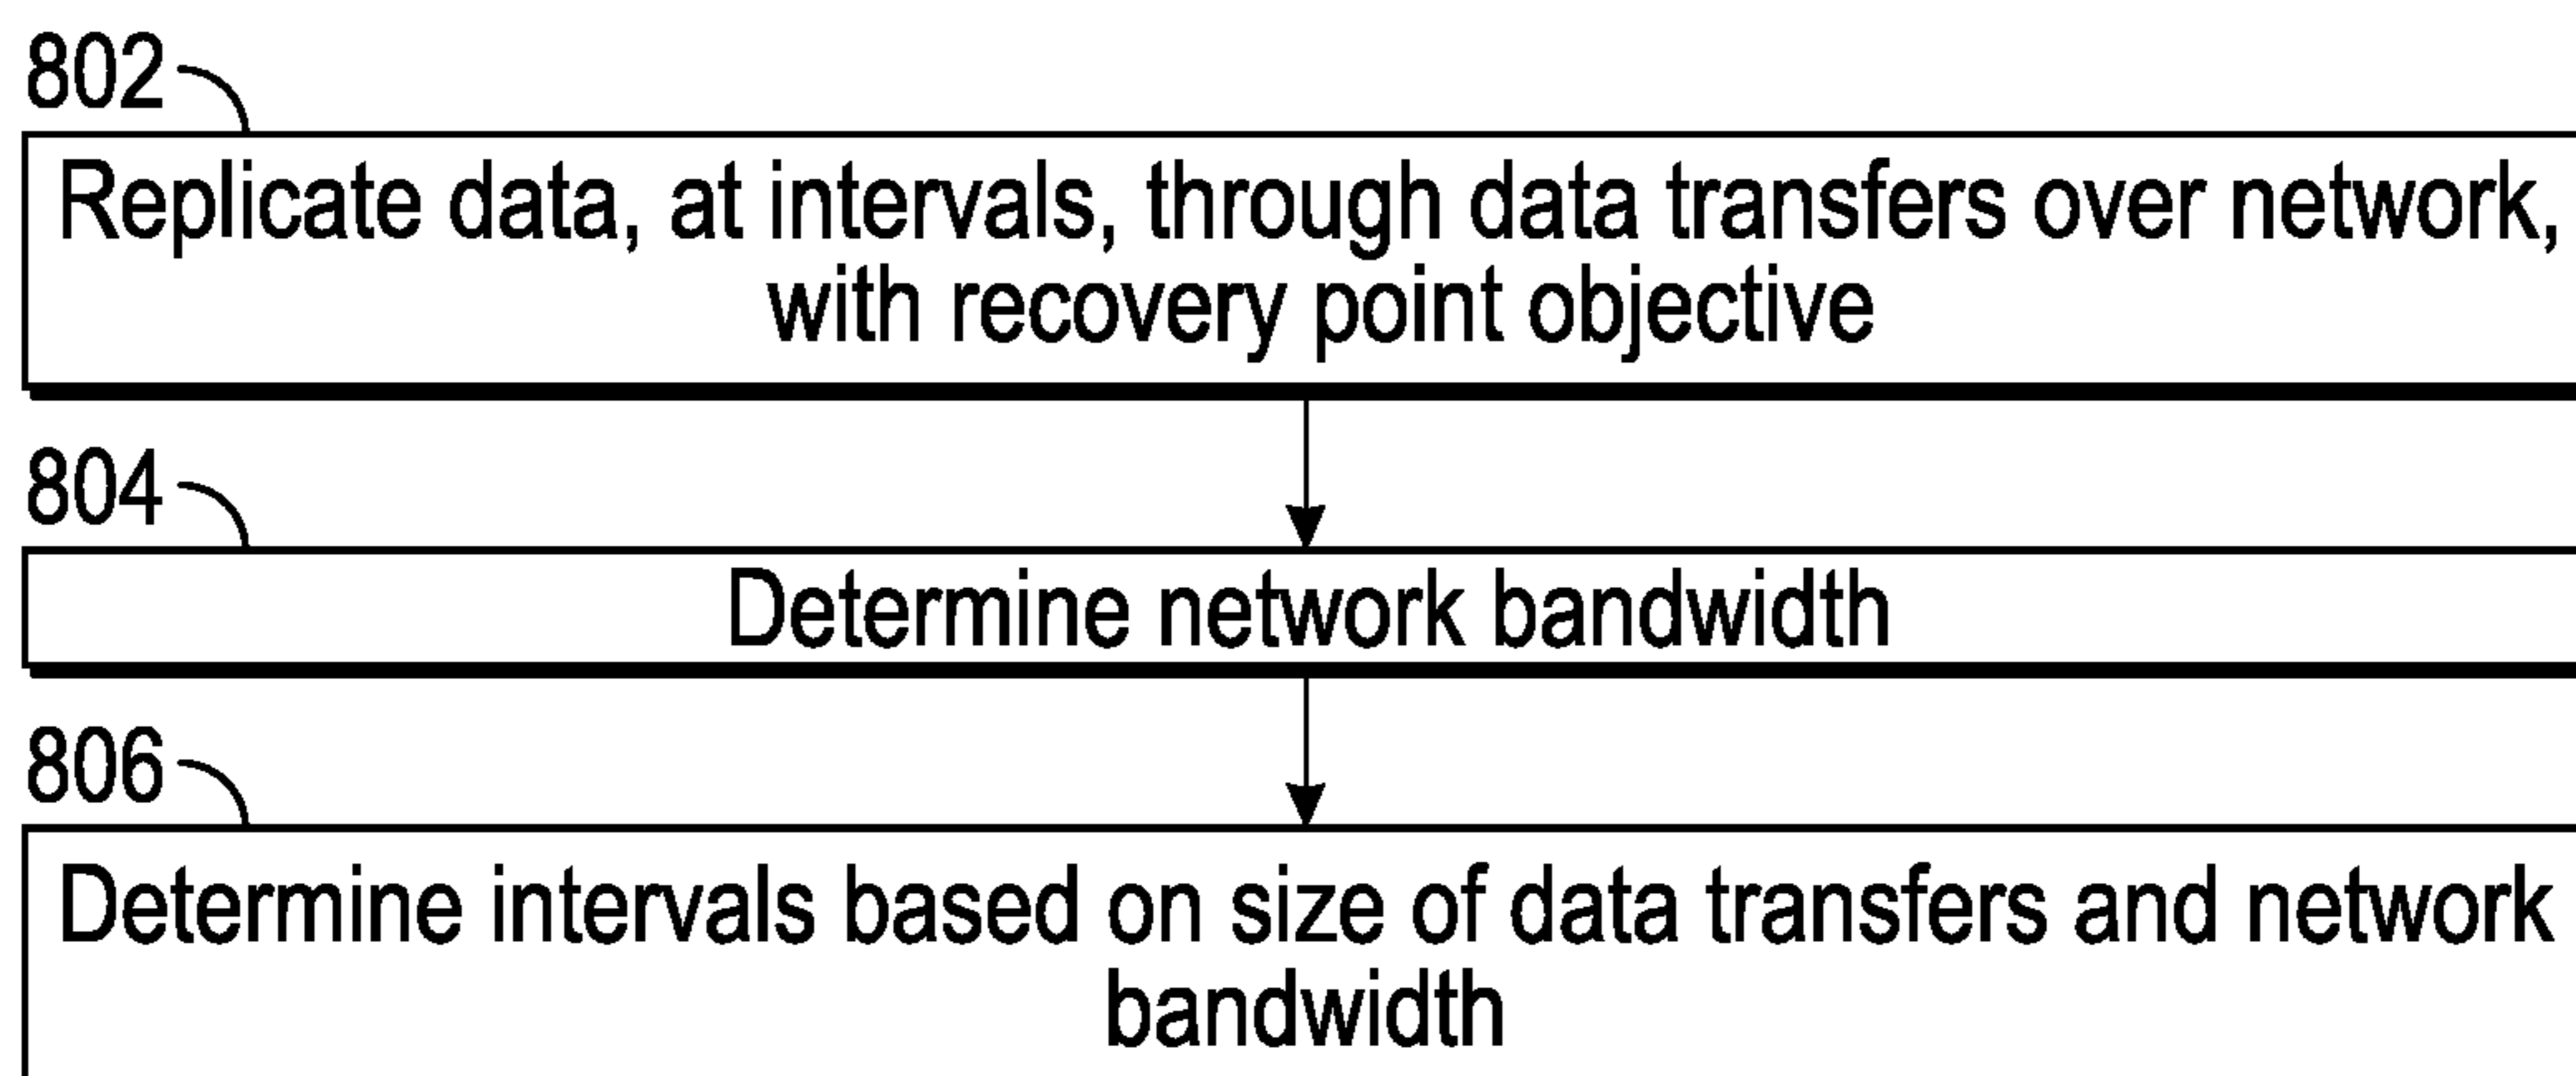 802
Replicate data, at intervals, through data transfers over network,
with recovery point objective
804
Determine network bandwidth
806
Determine intervals based on size of data transfers and network
bandwidth